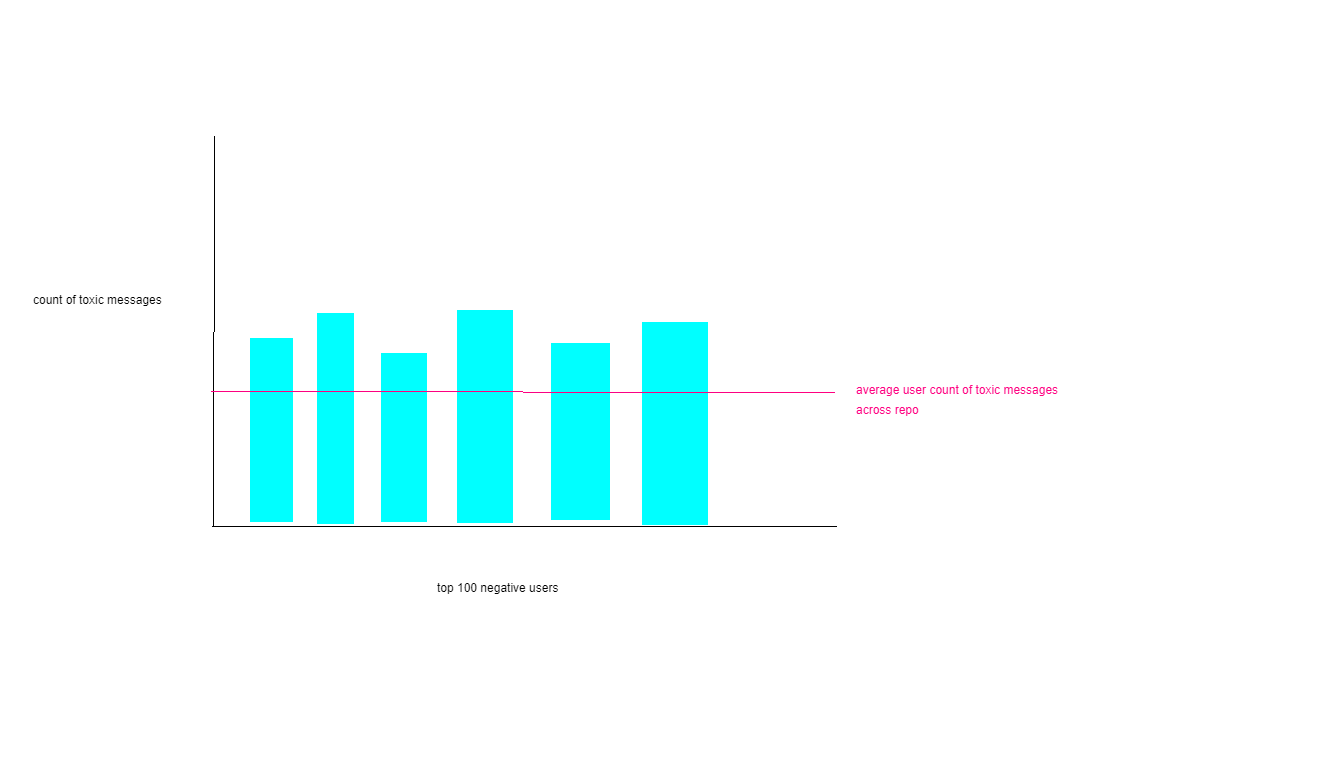 count of toxic messages
average user count of toxic messages
across repo
top 100 negative users